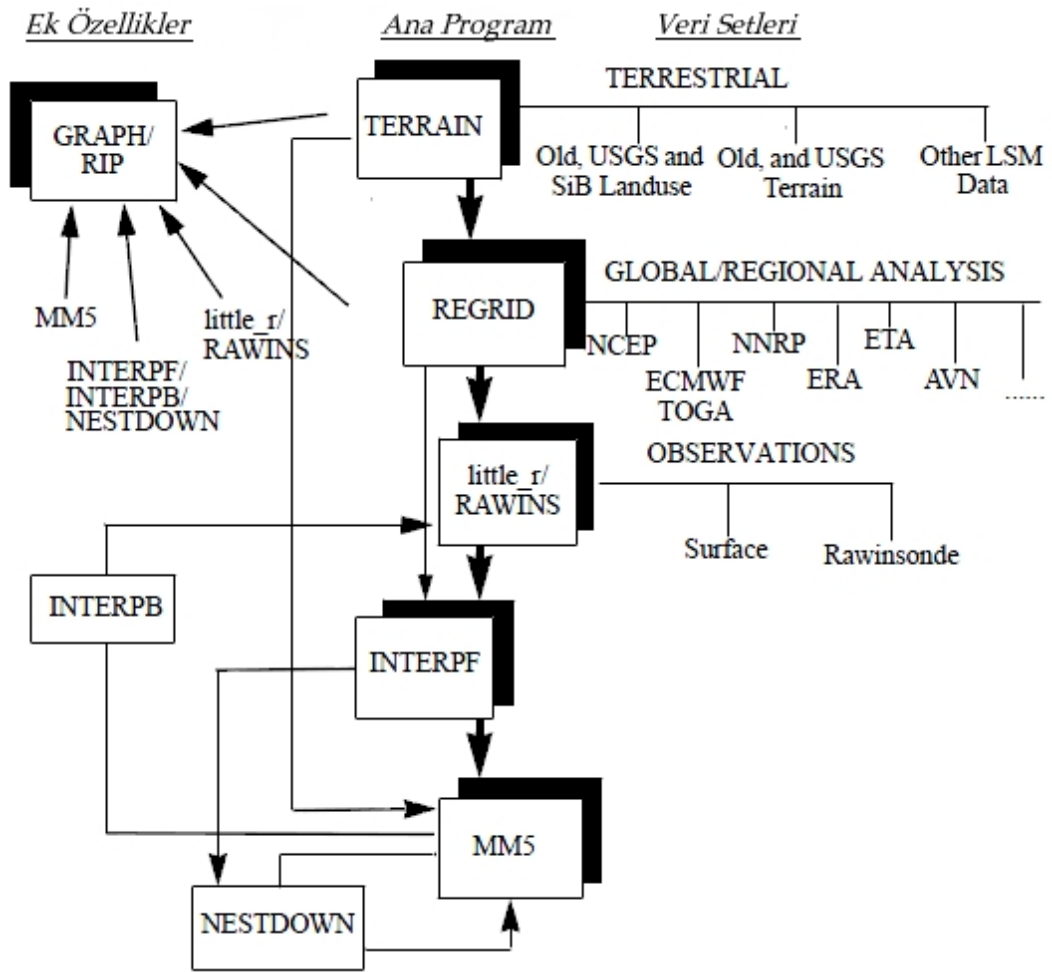 Ek Özellikler
Ana Program
Veri Setleri
GRAPH/
RIP
MM5
INTERPF/
INTERPB/
NESTDOWN
little_r/
RAWINS
TERRAIN
TERRESTRIAL
Old, USGS and
SiB Landuse
Old, and USGS
Terrain
Other LSM
Data
REGRID
GLOBAL/REGIONAL ANALYSIS
NCEP
ECMWF
TOGA
NNRP
ERA
ETA
AVN
......
little_r/
RAWINS
OBSERVATIONS
Surface
Rawinsonde
INTERPB
INTERPF
MM5
NESTDOWN